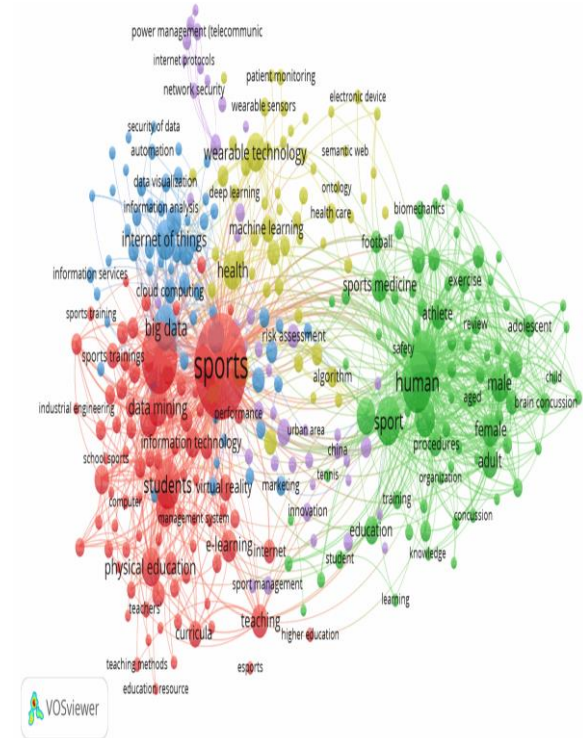 power management (telecommunic
internet protocols
network security
patient monitoring
wearable sensors
electronic device
security of data
automation
wearable technology
semantic web
data visualization
deep learning
ontology
information analysis
machine learning
health care
biomechanics
internet of things
football
information services
health
sports medicine
exercise
cloud computing
sports training
big data
risk assessment
athlete
review
adolescent
sports trainings
sports
safety
algorithm
human
male
child
aged
brain concussion
industrial engineering
data mining
performance
sport
female
information technology
urban area
china
procedures
adult
school sports
tennis
organization
students
virtual reality
marketing
training
computer
innovation
concussion
management system
education
e-learning
internet
student
knowledge
physical education
sport management
teachers
learning
teaching
curricula
higher education
teaching methods
esports
education resource
VOSviewer